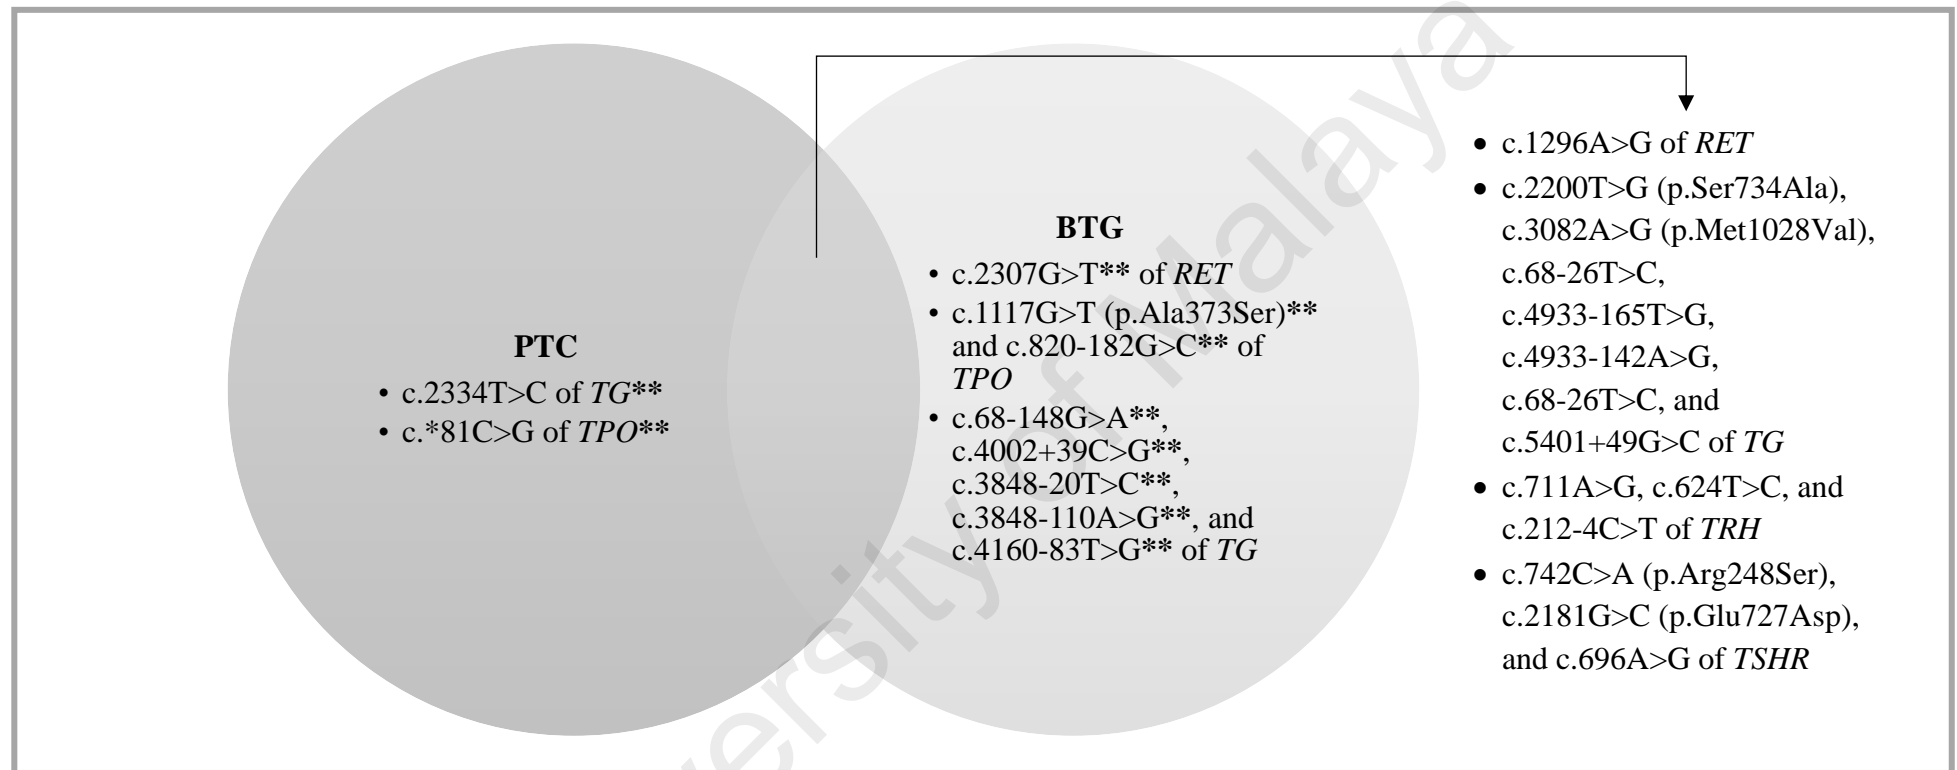 PTC
• c.2334T>C of TG**
• c.*81C>G of TPO**
BTG
• c.2307G>T** of RET
• c.1117G>T (p.Ala373Ser)**
and c.820-182G>C** of
TPO
• c.68-148G>A**,
c.4002+39C>G**,
c.3848-20T>C**,
c.3848-110A>G**, and
c.4160-83T>G** of TG
• c.1296A>G of RET
• c.2200T>G (p.Ser734Ala),
c.3082A>G (p.Met1028Val),
c.68-26T>C,
c.4933-165T>G,
c.4933-142A>G,
c.68-26T>C, and
c.5401+49G>C of TG
• c.711A>G, c.624T>C, and
c.212-4C>T of TRH
• c.742C>A (p.Arg248Ser),
c.2181G>C (p.Glu727Asp),
and c.696A>G of TSHR
ersity of Malaya